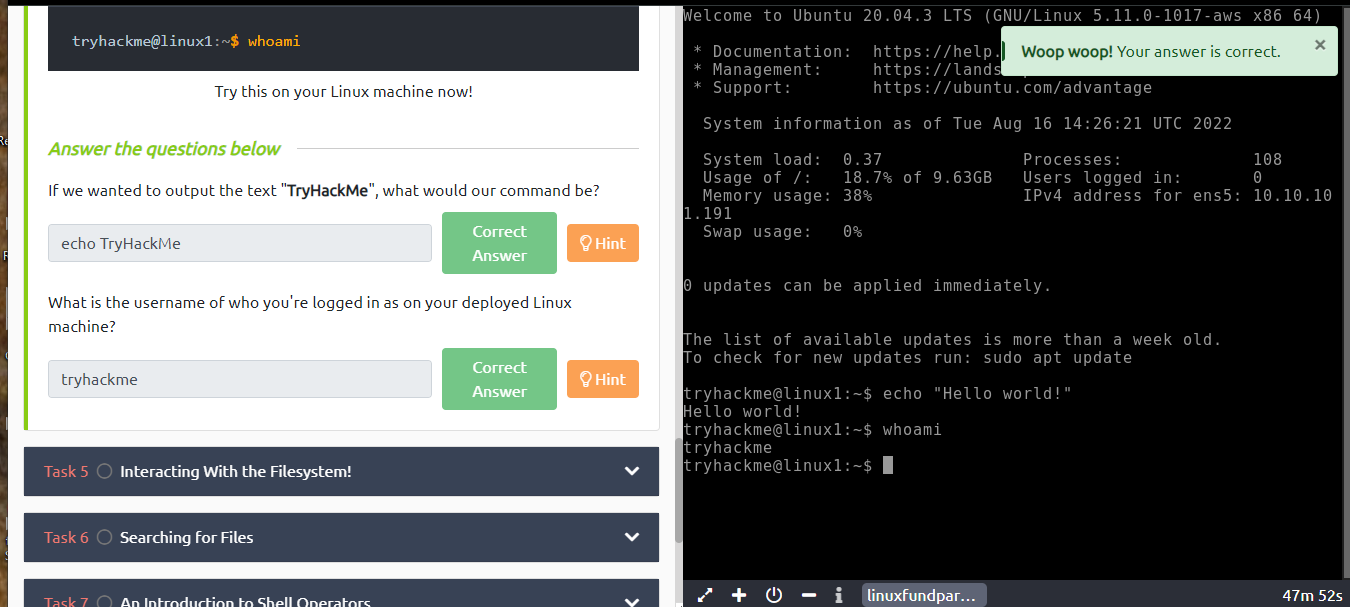 tryhackme@linux1:~$ whoami
Try this on your Linux machine now!
Answer the questions below
If we wanted to output the text "TryHackMe", what would our command be?
echo TryHackMe
Correct
Answer
Hint
What is the username of who you're logged in as on your deployed Linux
machine?
tryhackme
Correct
Answer
Hint
Task 5 Interacting With the Filesystem!
Task 6 Searching for Files
Task 7 An Introduction to Shell Operators
Welcome to Ubuntu 20.04.3 LTS (GNU/Linux 5.11.0-1017-aws x86 64)
Woop woop! Your answer is correct. ×
* Documentation: https://help.
* Management: https://lands
* Support: https://ubuntu.com/advantage
System information as of Tue Aug 16 14:26:21 UTC 2022
System load: 0.37 Processes: 108
Usage of /: 18.7% of 9.63GB Users logged in: 0
Memory usage: 38% IPv4 address for ens5: 10.10.10
1.191
Swap usage: 0%
0 updates can be applied immediately.
The list of available updates is more than a week old.
To check for new updates run: sudo apt update
tryhackme@linux1:~$ echo "Hello world!"
Hello world!
tryhackme@linux1:~$ whoami
tryhackme
tryhackme@linux1:~$
linuxfundpar...
47m 52s